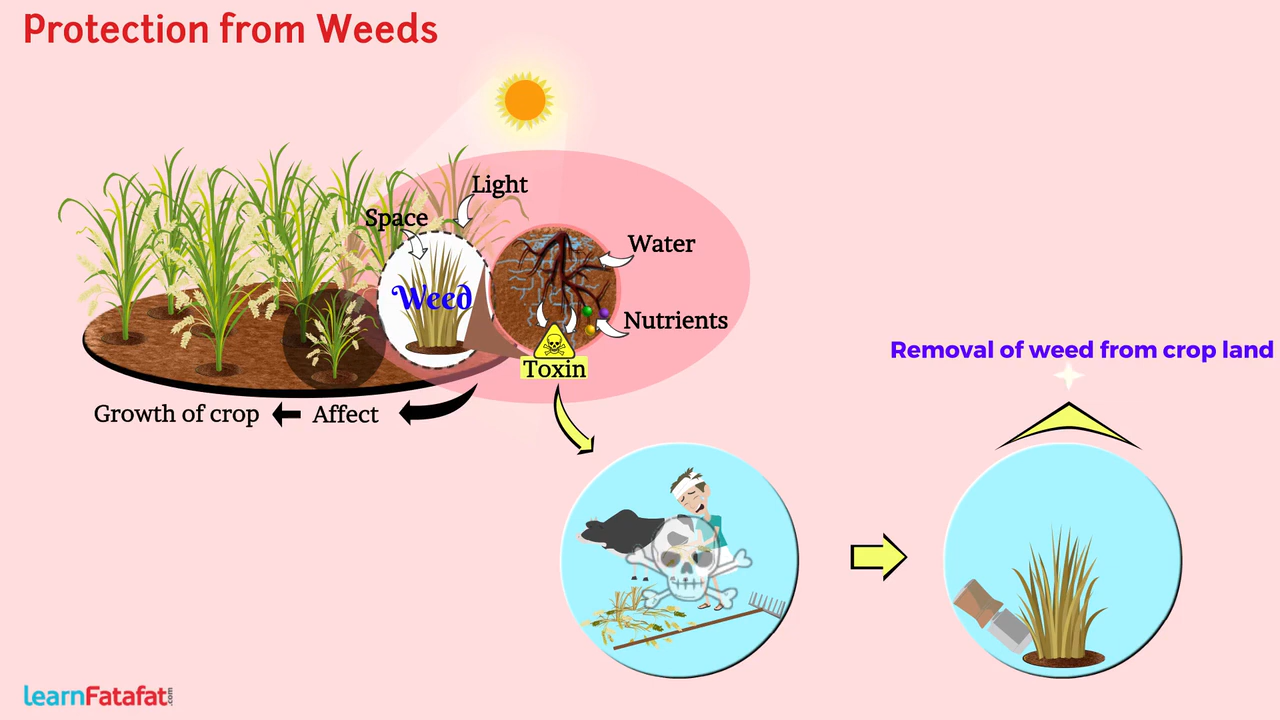 Protection from Weeds
Light
Space
Water
Weed
Nutrients
Toxin
Removal of weed from crop land
Growth of crop
Affect
learnFatafat.com